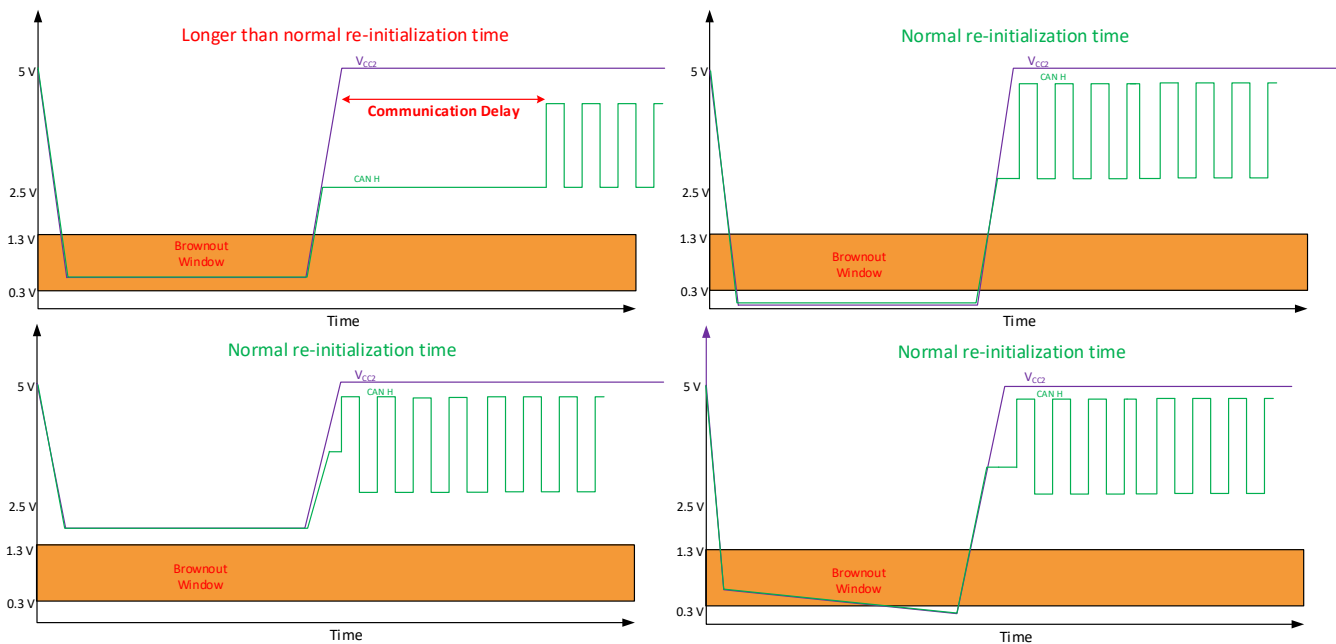 Longer than normal re-initialization time
5 V
VCC2
Communication Delay
2.5 V
CAN H
1.3 V
Brownout
Window
0.3 V
Time
Normal re-initialization time
5 V
VCC2
CAN H
2.5 V
1.3 V
Brownout
Window
0.3 V
Time
Normal re-initialization time
5 V
VCC2
CAN H
2.5 V
1.3 V
Brownout
Window
0.3 V
Time
Normal re-initialization time
5 V
VCC2
CAN H
2.5 V
1.3 V
Brownout
Window
0.3 V
Time